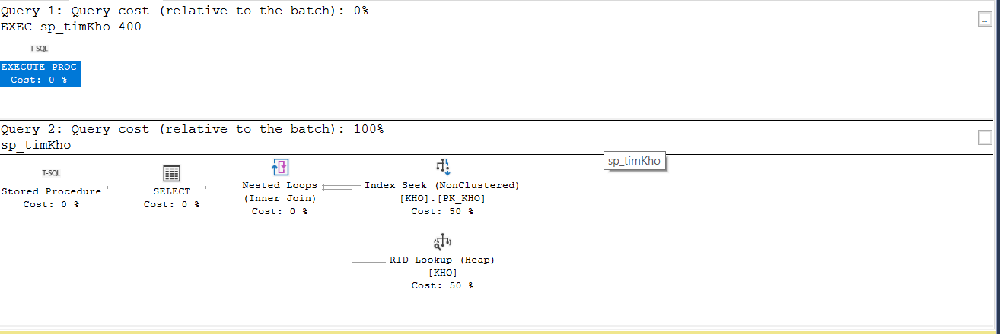 Query 1: Query cost (relative to the batch): 0%
EXEC sp_timKho 400
T-SQL
EXECUTE PROC
Cost: 0 %
Query 2: Query cost (relative to the batch): 100%
sp_timKho
sp_timKho
T-SQL
Stored Procedure
Cost: 0 %
SELECT
Cost: 0 %
Nested Loops
(Inner Join)
Cost: 0 %
Index Seek (NonClustered)
[KHO].[PK_KHO]
Cost: 50 %
RID Lookup (Heap)
[KHO]
Cost: 50 %